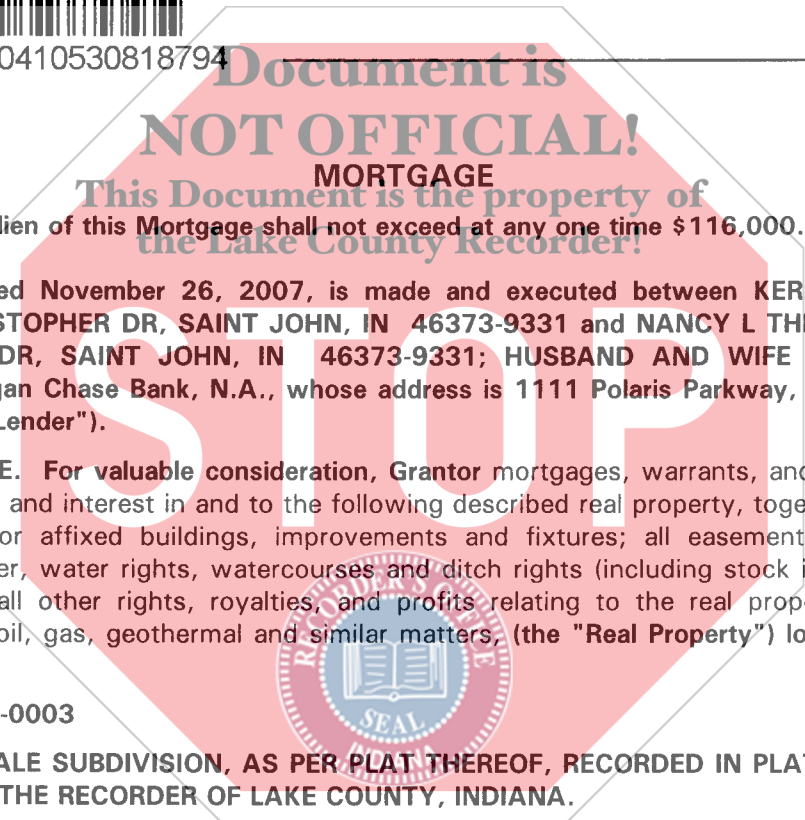 0410530818794
Document is
NOT OFFICIAL!
MORTGAGE
This Document is the property of
lien of this Mortgage shall not exceed at any one time $116,000.
the Lake County Recorder!
ed November 26, 2007, is made and executed between KER
STOPHER DR, SAINT JOHN, IN 46373-9331 and NANCY L TH
DR, SAINT JOHN, IN 46373-9331; HUSBAND AND WIFE
gan Chase Bank, N.A., whose address is 1111 Polaris Parkway,
Lender").
E. For valuable consideration, Grantor mortgages, warrants, and
and interest in and to the following described real property, toge
or affixed buildings, improvements and fixtures; all easement
er, water rights, watercourses and ditch rights (including stock i
all other rights, royalties, and profits relating to the real prop
oil, gas, geothermal and similar matters, (the "Real Property") lo
STOP
RECORDER'S OFFICE
SEAL
INDIANA
-0003
ALE SUBDIVISION, AS PER PLAT THEREOF, RECORDED IN PLAT
THE RECORDER OF LAKE COUNTY, INDIANA.